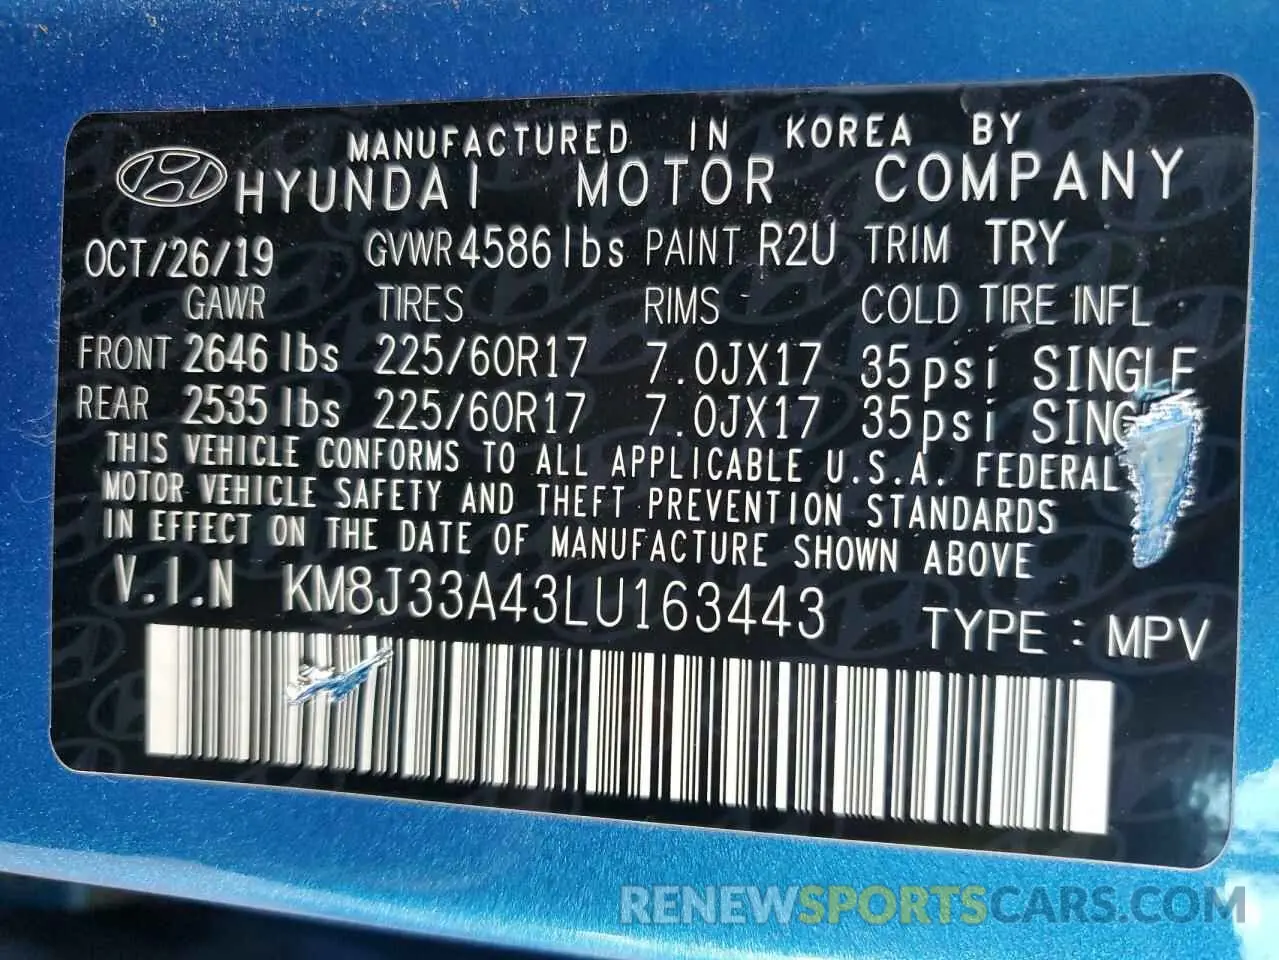 MANUFACTURED IN KOREA BY
HYUNDAI MOTOR COMPANY
OCT/26/19 GVWR 4586 lbs PAINT R2U TRIM TRY
GAWR TIRES RIMS COLD TIRE INFL
FRONT 2646 lbs 225/60R17 7.0JX17 35psi SINGLE
REAR 2535 lbs 225/60R17 7.0JX17 35psi SING
THIS VEHICLE CONFORMS TO ALL APPLICABLE U.S.A. FEDERAL
MOTOR VEHICLE SAFETY AND THEFT PREVENTION STANDARDS
IN EFFECT ON THE DATE OF MANUFACTURE SHOWN ABOVE
V.I.N KM8J33A43LU163443 TYPE : MPV
RENEWSPORTSCARS.COM